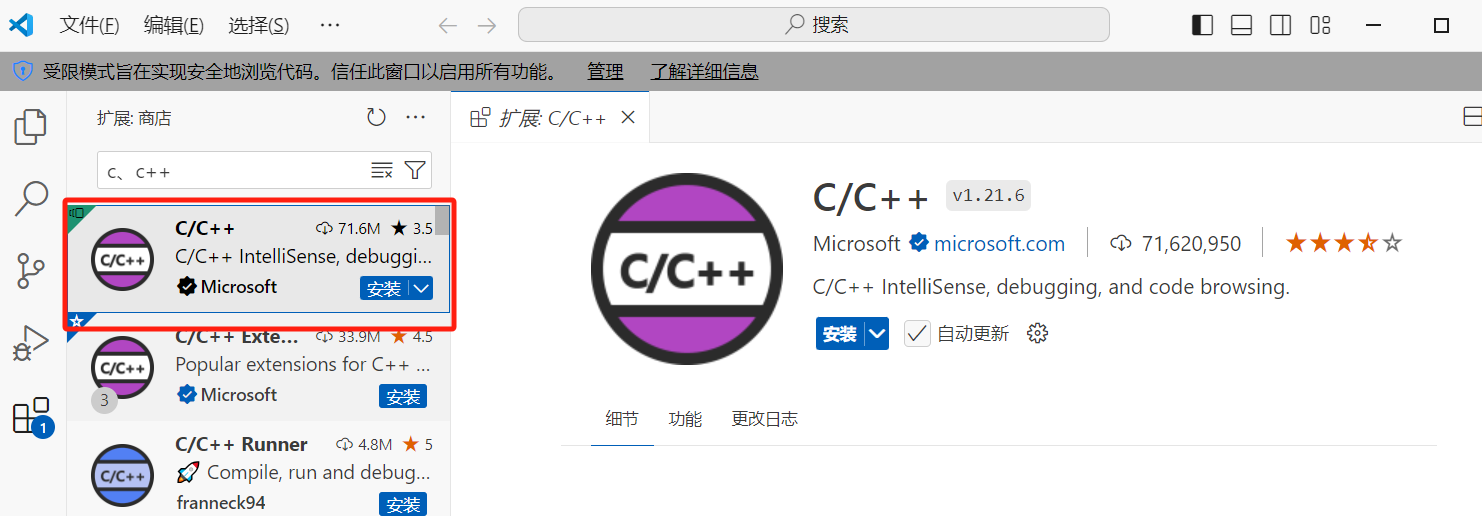 文件(F) 编辑(E) 选择(S) ··· 搜索
受限模式旨在实现安全地浏览代码。信任此窗口以启用所有功能。 管理 了解详细信息
扩展: 商店
c、c++
C/C++ 71.6M ★ 3.5
C/C++ IntelliSense, debuggi...
Microsoft 安装
C/C++ Exte... 33.9M ★ 4.5
Popular extensions for C++ ...
Microsoft 安装
3
C/C++ Runner 4.8M ★ 5
🚀 Compile, run and debug...
franneck94 安装
C/C++
C/C++
C/C++
1
扩展: C/C++
C/C++
C/C++ v1.21.6
Microsoft microsoft.com 71,620,950
C/C++ IntelliSense, debugging, and code browsing.
安装 自动更新
细节 功能 更改日志